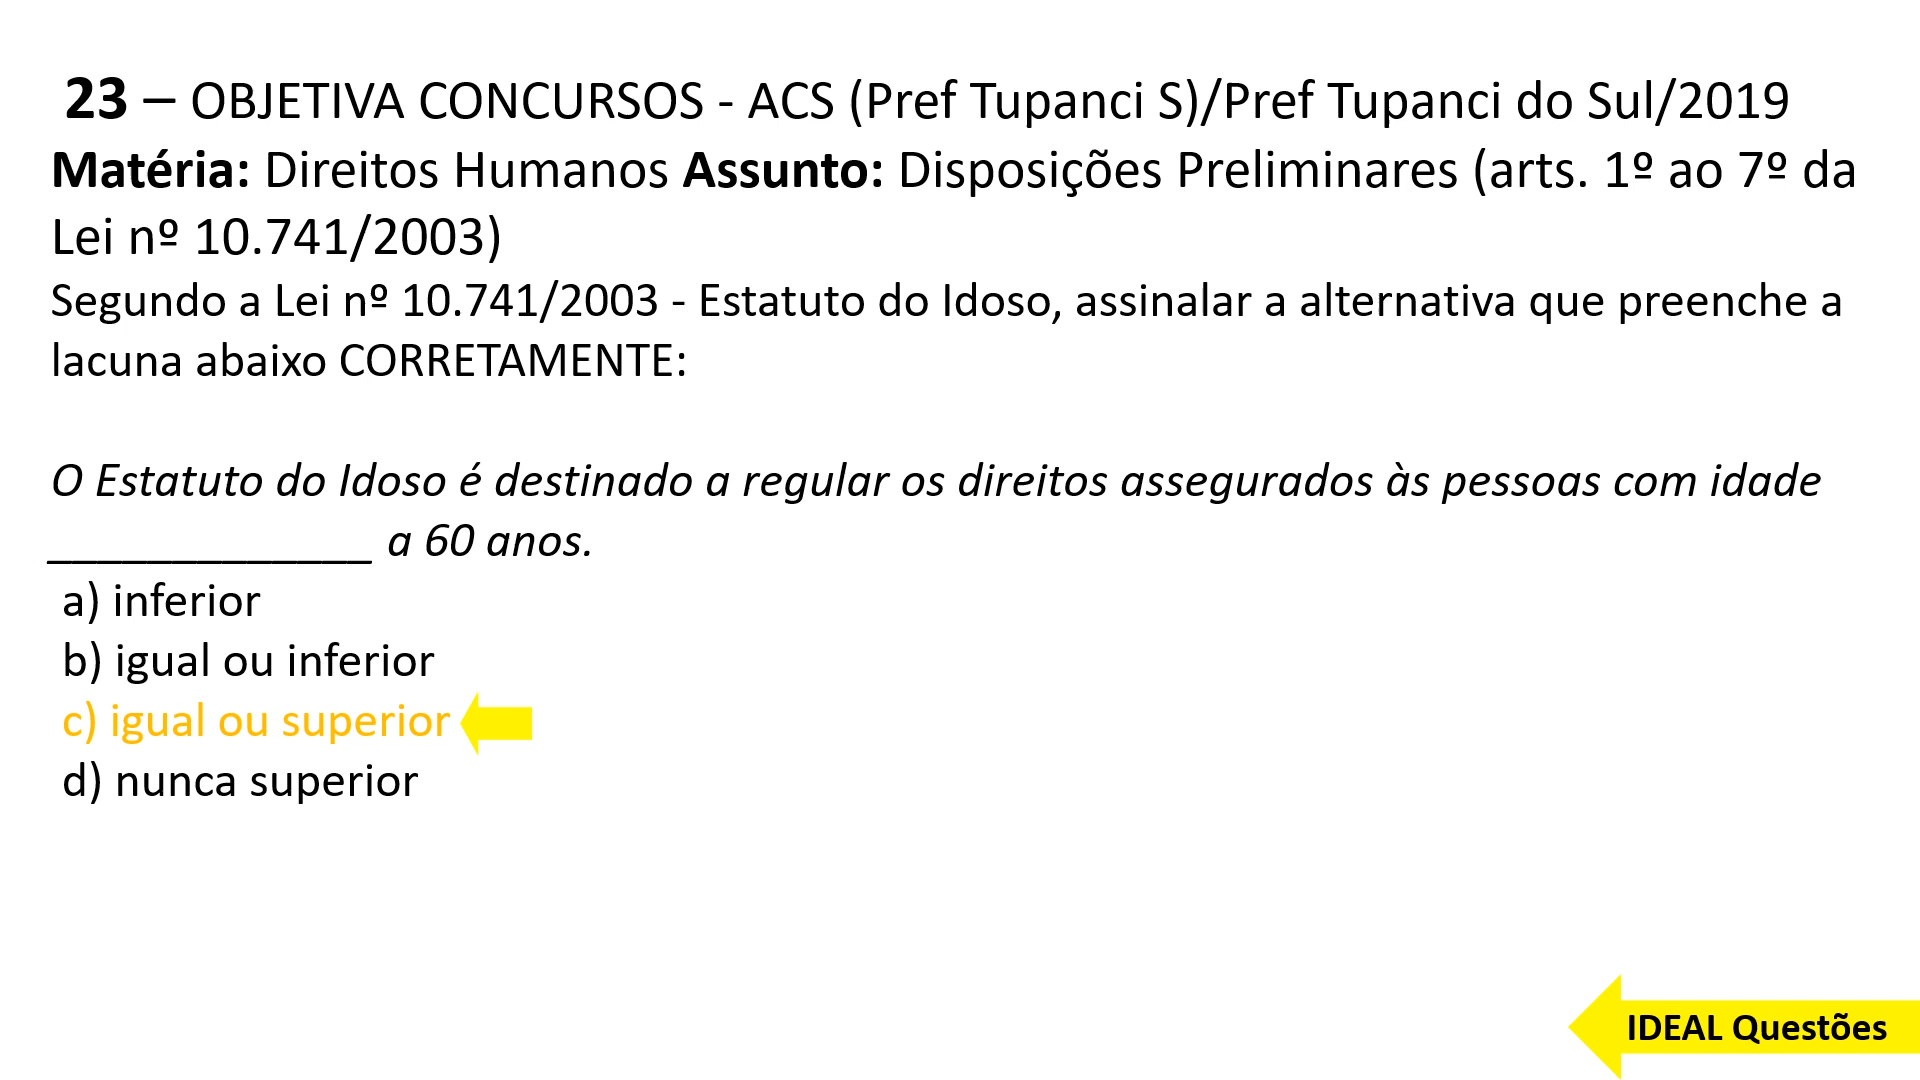 23 – OBJETIVA CONCURSOS - ACS (Pref Tupanci S)/Pref Tupanci do Sul/2019
Matéria: Direitos Humanos Assunto: Disposições Preliminares (arts. 1º ao 7º da
Lei nº 10.741/2003)
Segundo a Lei nº 10.741/2003 - Estatuto do Idoso, assinalar a alternativa que preenche a
lacuna abaixo CORRETAMENTE:
O Estatuto do Idoso é destinado a regular os direitos assegurados às pessoas com idade
_____________ a 60 anos.
a) inferior
b) igual ou inferior
c) igual ou superior
d) nunca superior
IDEAL Questões